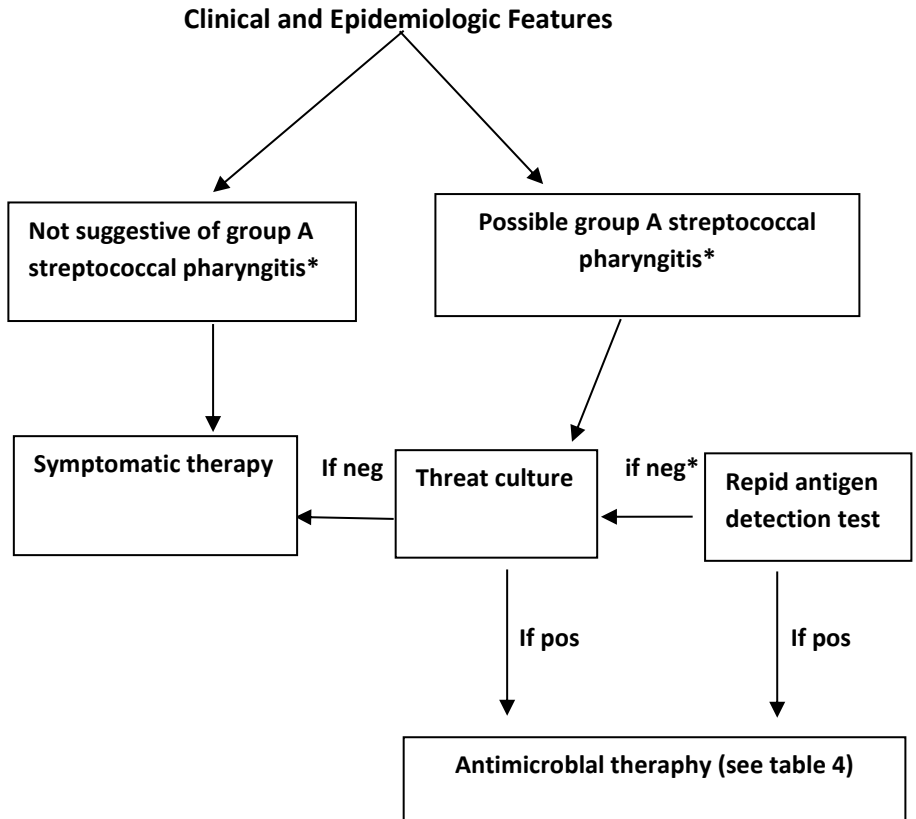 Clinical and Epidemiologic Features
Not suggestive of group A
streptococcal pharyngitis*
Possible group A streptococcal
pharyngitis*
Symptomatic therapy
If neg
Threat culture
if neg*
Repid antigen
detection test
If pos
If pos
Antimicroblal theraphy (see table 4)